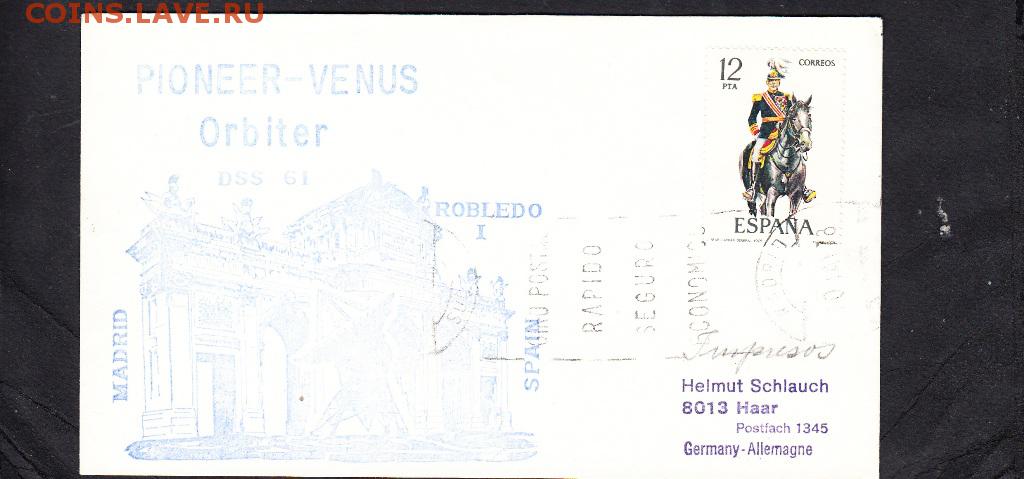 COINS.LAVE.RU
PIONEER-VENUS
Orbiter
DSS 61
ROBLEDO
I
MADRID
SPAIN
12
PTA
CORREOS
ESPAÑA
RAPIDO
SEGURO
Impresos
Helmut Schlauch
8013 Haar
Postfach 1345
Germany-Allemagne